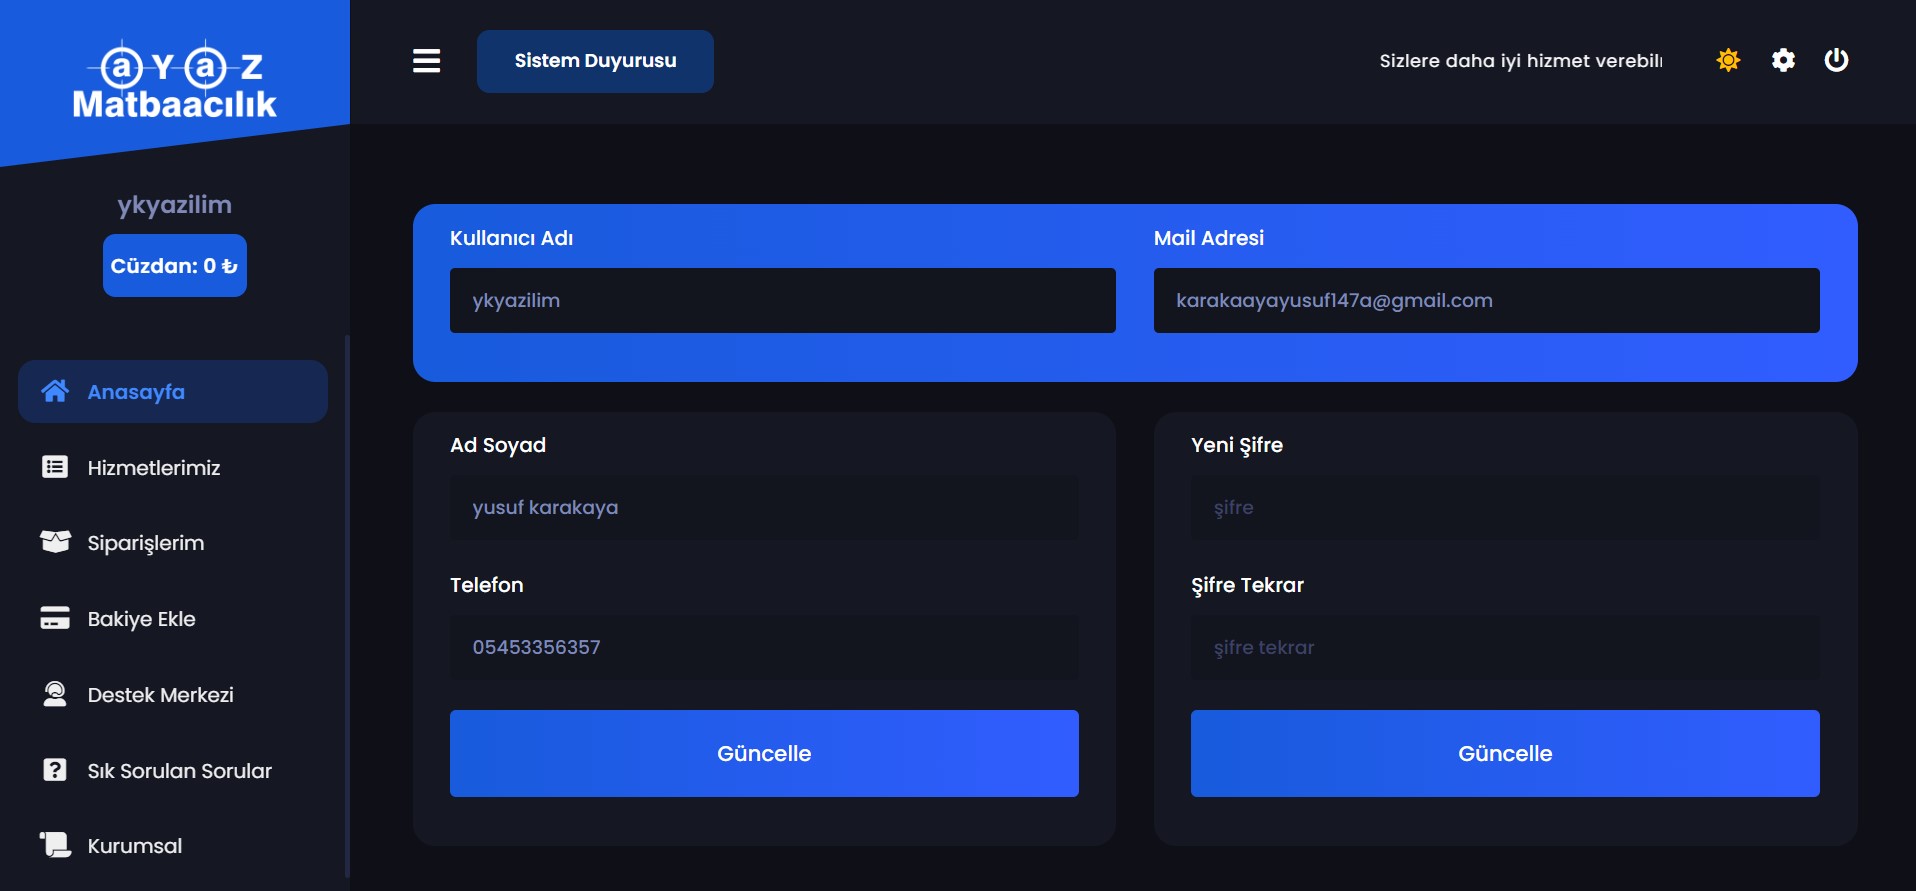 aYaZ
Matbaacılık
ykyazilim
Cüzdan: 0 ₺
Anasayfa
Hizmetlerimiz
Siparişlerim
Bakiye Ekle
Destek Merkezi
Sık Sorulan Sorular
Kurumsal
Sistem Duyurusu
Sizlere daha iyi hizmet verebili
Kullanıcı Adı
ykyazilim
Mail Adresi
karakaayayusuf147a@gmail.com
Ad Soyad
yusuf karakaya
Telefon
05453356357
Güncelle
Yeni Şifre
şifre
Şifre Tekrar
şifre tekrar
Güncelle